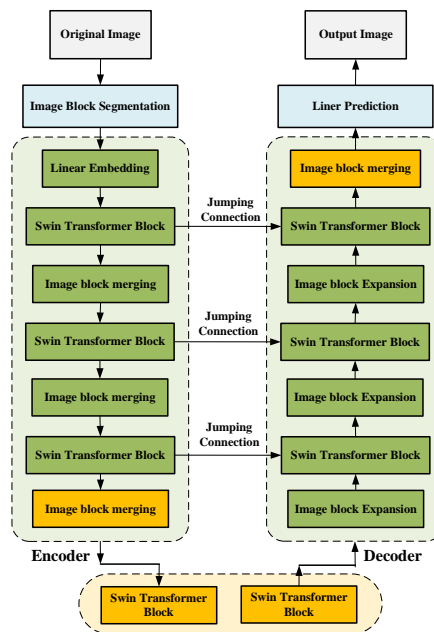 Original Image
Image Block Segmentation
Linear Embedding
Swin Transformer Block
Image block merging
Swin Transformer Block
Image block merging
Swin Transformer Block
Image block merging
Encoder
Jumping
Connection
Jumping
Connection
Jumping
Connection
Output Image
Liner Prediction
Image block merging
Swin Transformer Block
Image block Expansion
Swin Transformer Block
Image block Expansion
Swin Transformer Block
Image block Expansion
Decoder
Swin Transformer
Block
Swin Transformer
Block